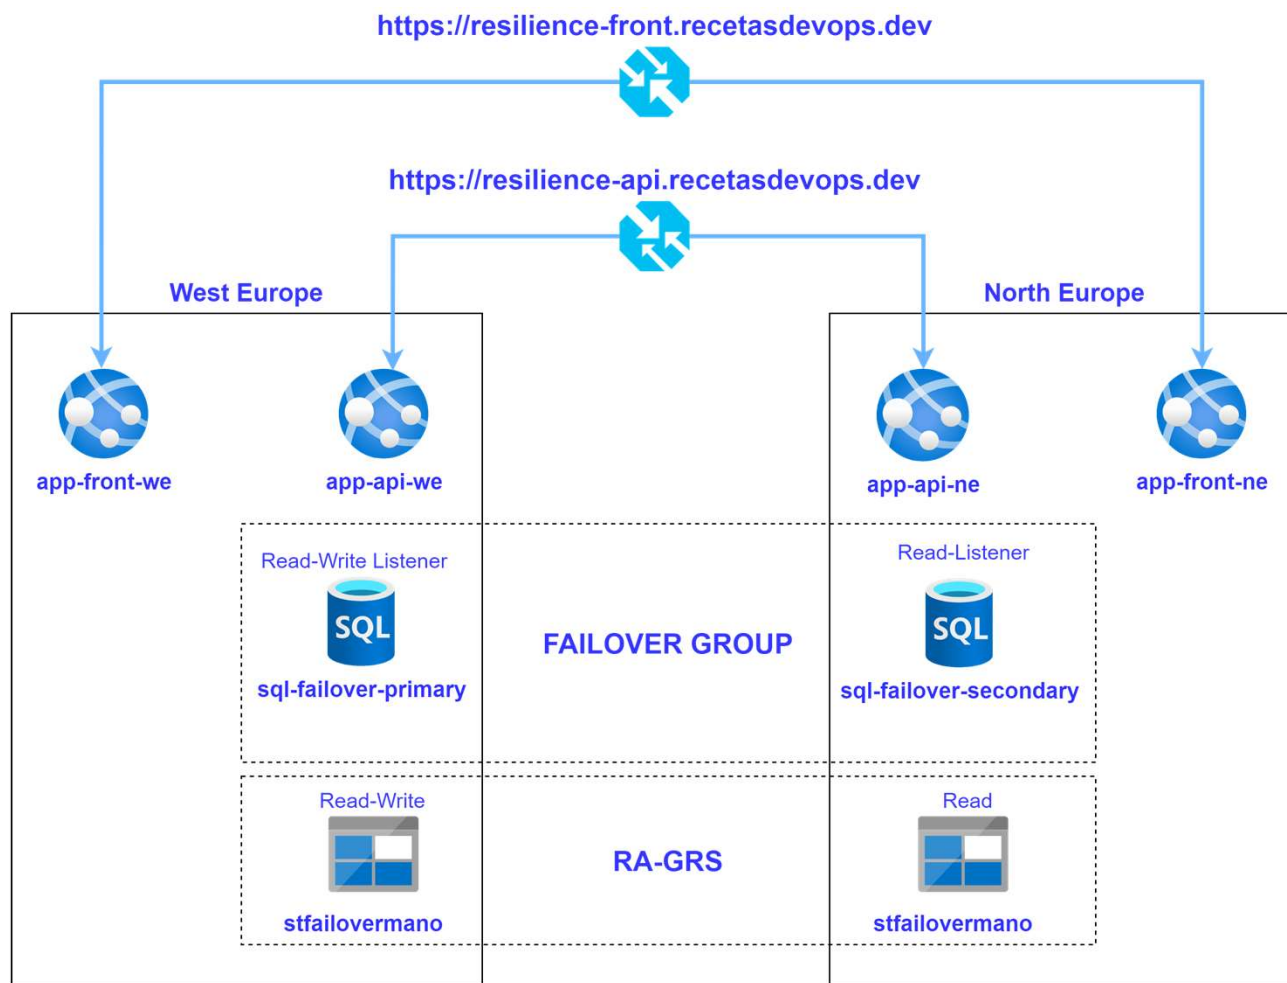 https://resilience-front.recetasdevops.dev
https://resilience-api.recetasdevops.dev
West Europe
North Europe
app-front-we
app-api-we
app-api-ne
app-front-ne
Read-Write Listener
Read-Listener
SQL
SQL
FAILOVER GROUP
sql-failover-primary
sql-failover-secondary
Read-Write
Read
RA-GRS
stfailovermano
stfailovermano